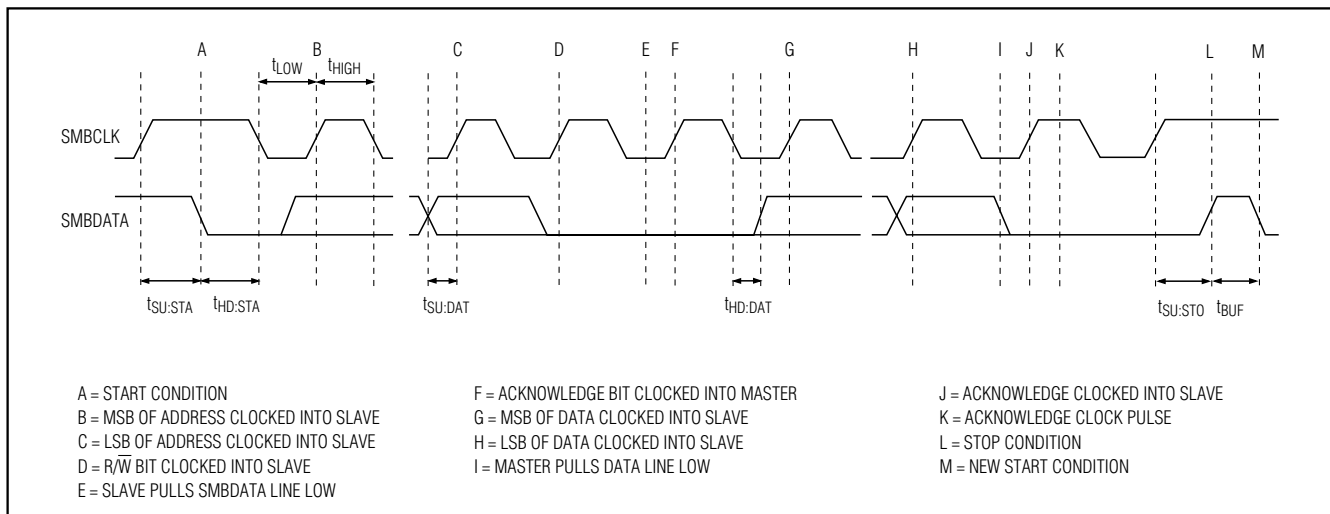 A B C D E F G H I J K L M
tLOW tHIGH
SMBCLK
SMBDATA
tSU:STA tHD:STA tSU:DAT tHD:DAT tSU:STO tBUF
A = START CONDITION
B = MSB OF ADDRESS CLOCKED INTO SLAVE
C = LSB OF ADDRESS CLOCKED INTO SLAVE
D = R/W̅ BIT CLOCKED INTO SLAVE
E = SLAVE PULLS SMBDATA LINE LOW
F = ACKNOWLEDGE BIT CLOCKED INTO MASTER
G = MSB OF DATA CLOCKED INTO SLAVE
H = LSB OF DATA CLOCKED INTO SLAVE
I = MASTER PULLS DATA LINE LOW
J = ACKNOWLEDGE CLOCKED INTO SLAVE
K = ACKNOWLEDGE CLOCK PULSE
L = STOP CONDITION
M = NEW START CONDITION